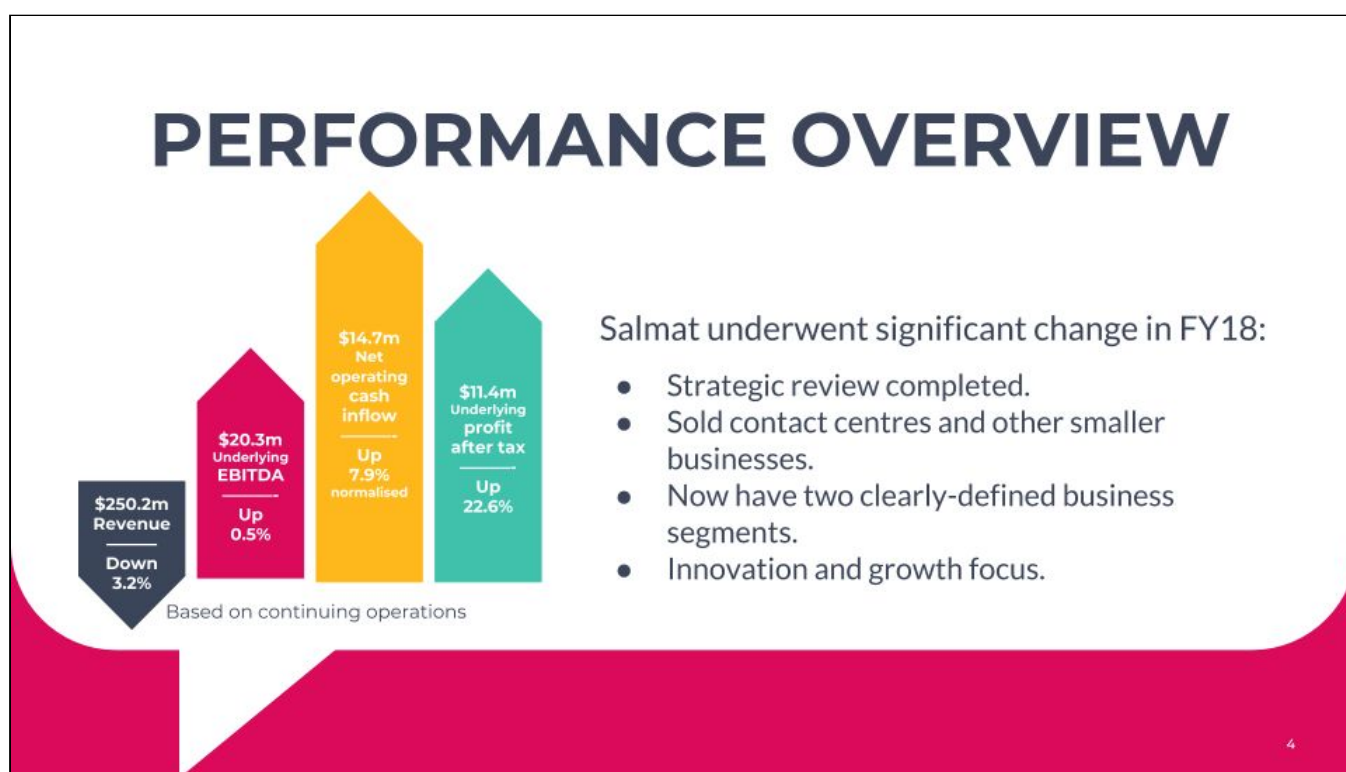 PERFORMANCE OVERVIEW
$250.2m
Revenue
Down
3.2%
$20.3m
Underlying
EBITDA
Up
0.5%
$14.7m
Net
operating
cash
inflow
Up
7.9%
normalised
$11.4m
Underlying
profit
after tax
Up
22.6%
Based on continuing operations
Salmat underwent significant change in FY18:
● Strategic review completed.
● Sold contact centres and other smaller
businesses.
● Now have two clearly-defined business
segments.
● Innovation and growth focus.
4